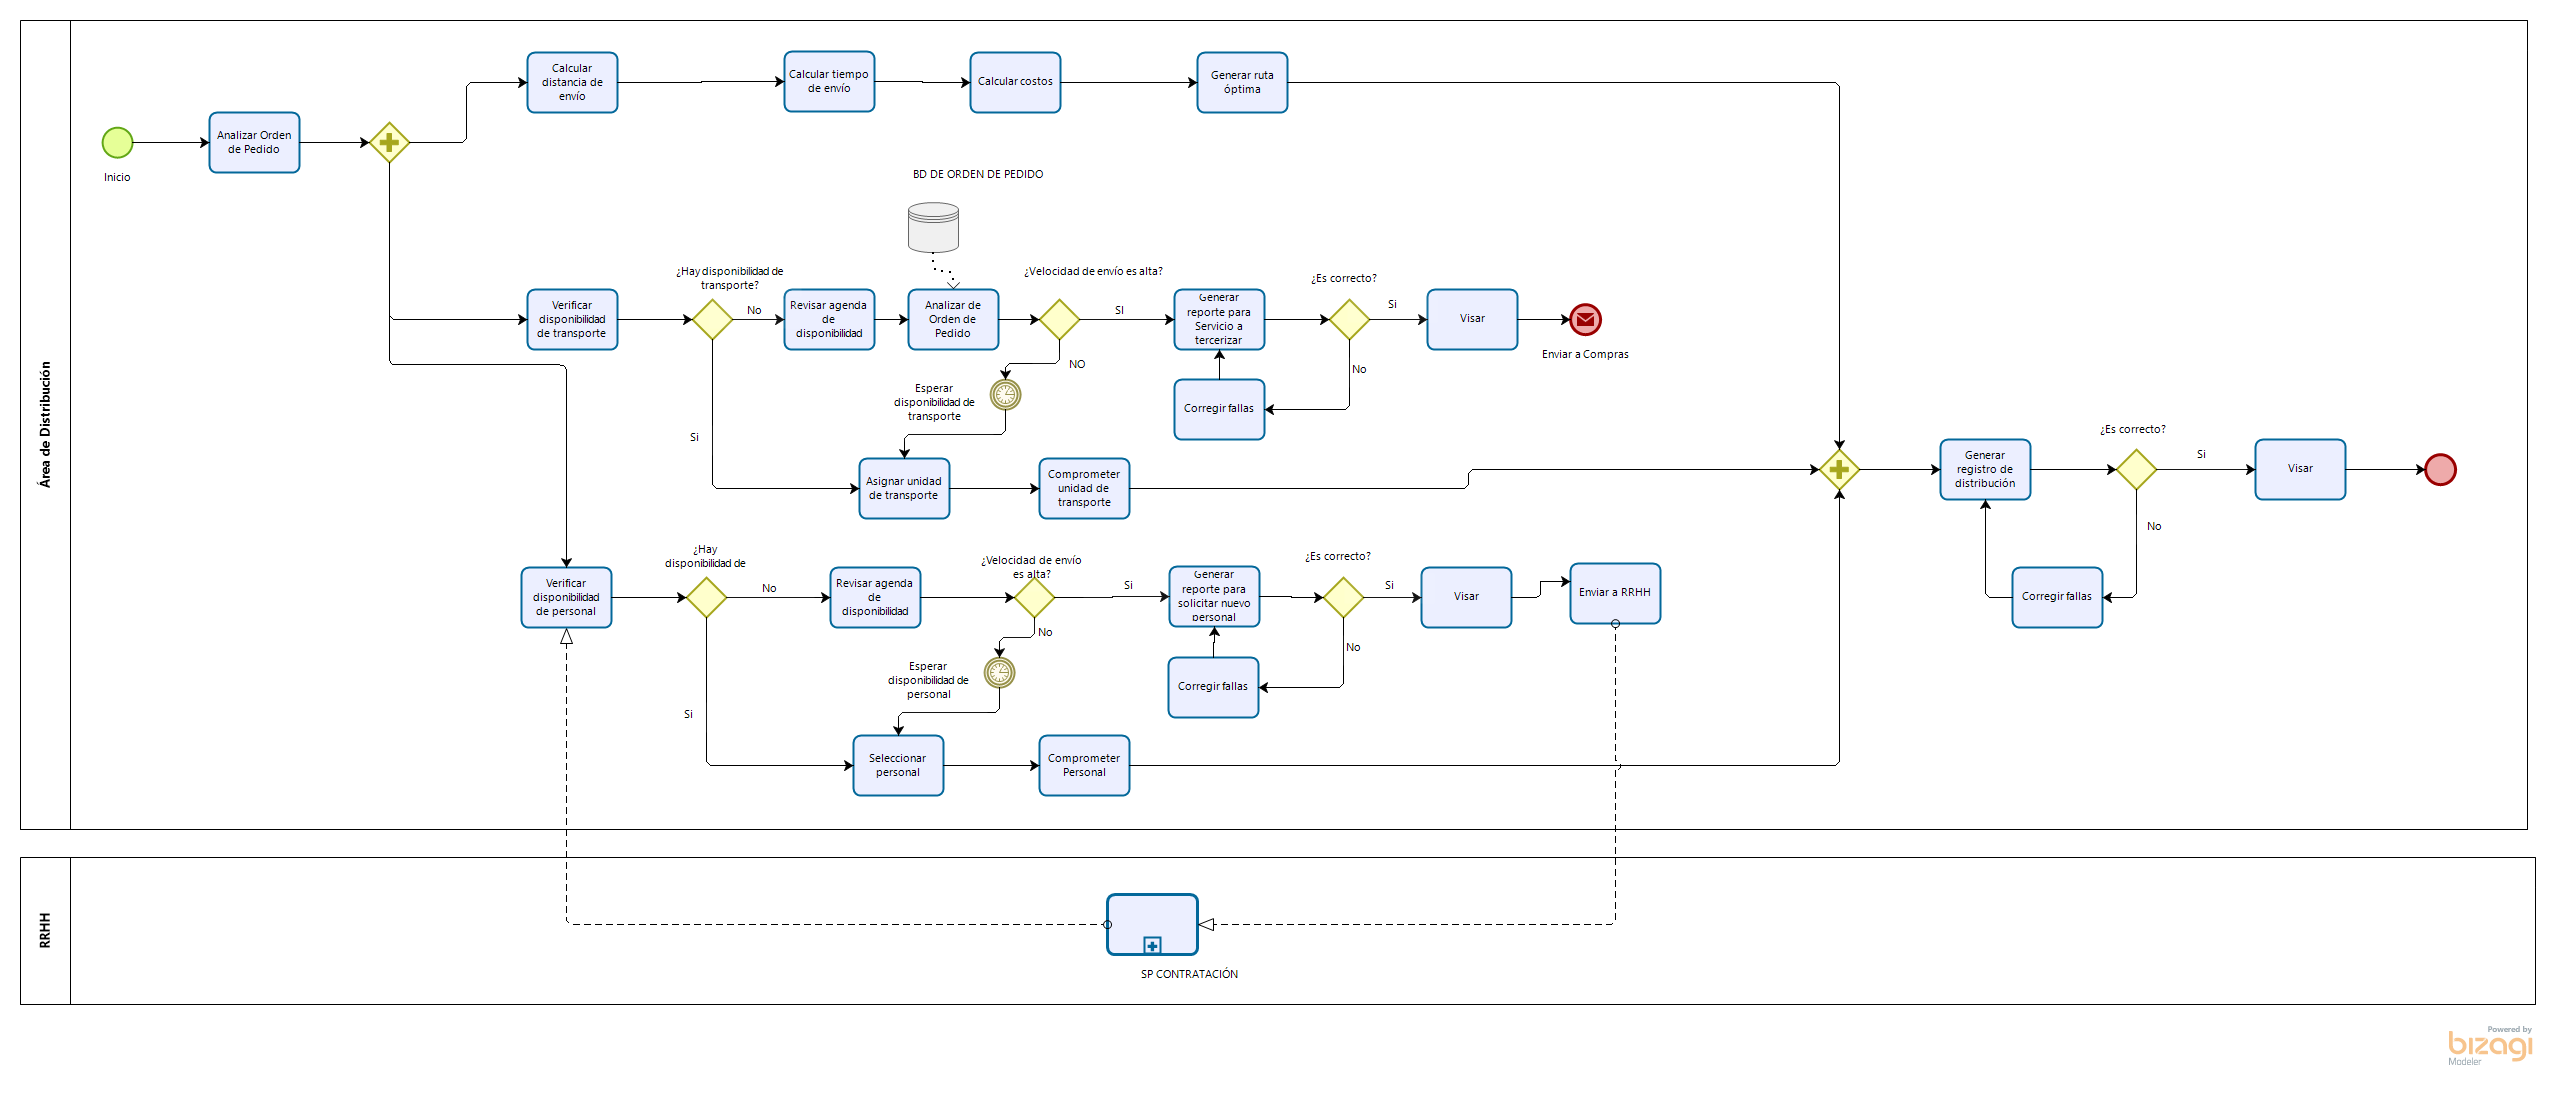 Área de Distribución
Inicio
Analizar Orden
de Pedido
Calcular
distancia de
envío
Calcular tiempo
de envío
Calcular costos
Generar ruta
óptima
BD DE ORDEN DE PEDIDO
Verificar
disponibilidad
de transporte
¿Hay disponibilidad de
transporte?
No
Si
Revisar agenda
de
disponibilidad
Analizar de
Orden de
Pedido
¿Velocidad de envío es alta?
SI
NO
Generar
reporte para
Servicio a
tercerizar
¿Es correcto?
Si
No
Visar
Enviar a Compras
Corregir fallas
Esperar
disponibilidad de
transporte
Asignar unidad
de transporte
Comprometer
unidad de
transporte
Generar
registro de
distribución
¿Es correcto?
Si
No
Visar
Corregir fallas
Verificar
disponibilidad
de personal
¿Hay
disponibilidad de
No
Si
Revisar agenda
de
disponibilidad
¿Velocidad de envío
es alta?
Si
No
Generar
reporte para
solicitar nuevo
personal
¿Es correcto?
Si
No
Visar
Enviar a RRHH
Corregir fallas
Esperar
disponibilidad de
personal
Seleccionar
personal
Comprometer
Personal
RRHH
SP CONTRATACIÓN
Powered by
bizagi
Modeler